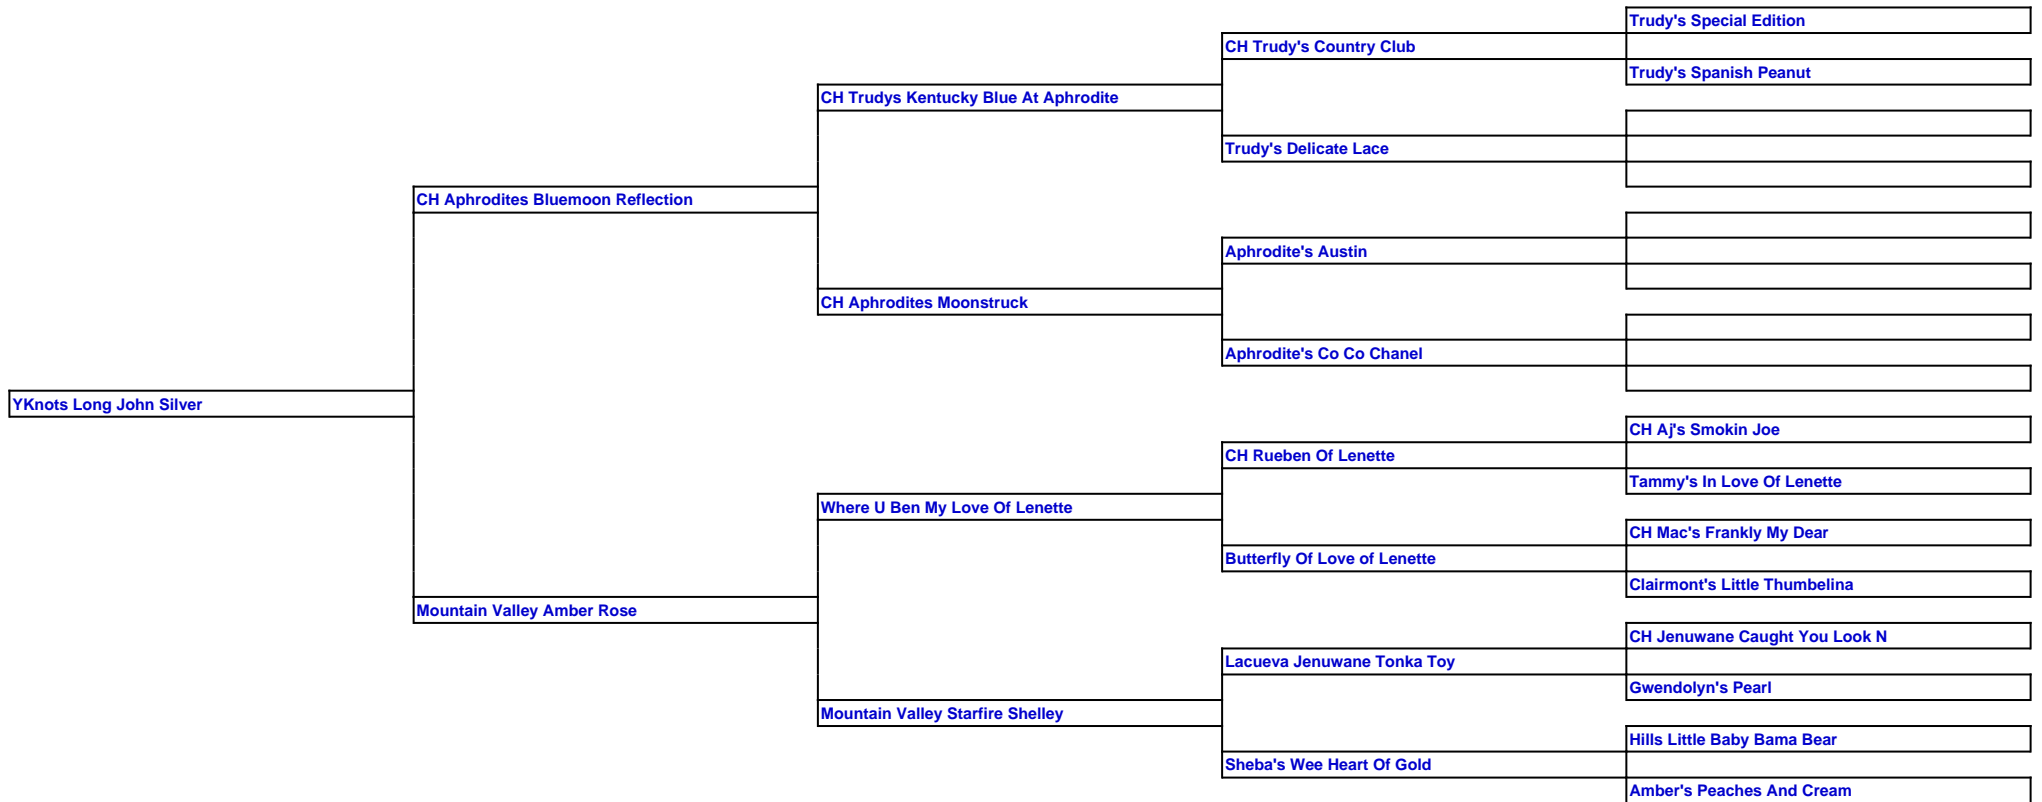 Trudy's Special Edition
CH Trudy's Country Club
Trudy's Spanish Peanut
CH Trudys Kentucky Blue At Aphrodite
Trudy's Delicate Lace
CH Aphrodites Bluemoon Reflection
Aphrodite's Austin
CH Aphrodites Moonstruck
Aphrodite's Co Co Chanel
YKnots Long John Silver
CH Aj's Smokin Joe
CH Rueben Of Lenette
Tammy's In Love Of Lenette
Where U Ben My Love Of Lenette
CH Mac's Frankly My Dear
Butterfly Of Love of Lenette
Clairmont's Little Thumbelina
Mountain Valley Amber Rose
CH Jenuwane Caught You Look N
Lacueva Jenuwane Tonka Toy
Gwendolyn's Pearl
Mountain Valley Starfire Shelley
Hills Little Baby Bama Bear
Sheba's Wee Heart Of Gold
Amber's Peaches And Cream